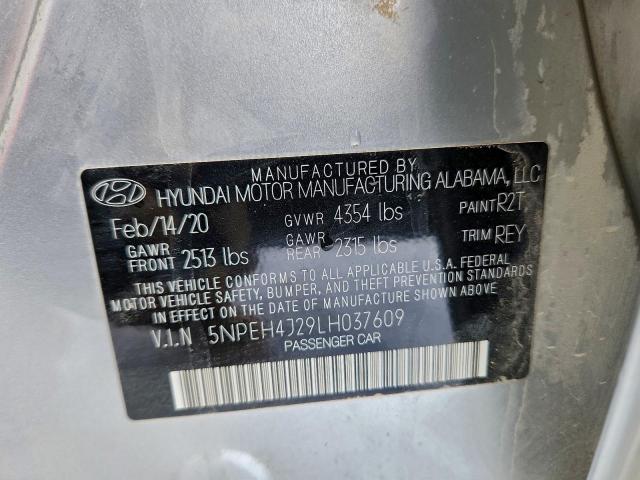 MANUFACTURED BY
HYUNDAI MOTOR MANUFACTURING ALABAMA, LLC
Feb/14/20 GVWR 4354 lbs PAINT R2T
GAWR FRONT 2513 lbs GAWR REAR 2315 lbs TRIM REY
THIS VEHICLE CONFORMS TO ALL APPLICABLE U.S.A. FEDERAL
MOTOR VEHICLE SAFETY, BUMPER, AND THEFT PREVENTION STANDARDS
IN EFFECT ON THE DATE OF MANUFACTURE SHOWN ABOVE.
V.I.N 5NPEH4J29LH037609
PASSENGER CAR